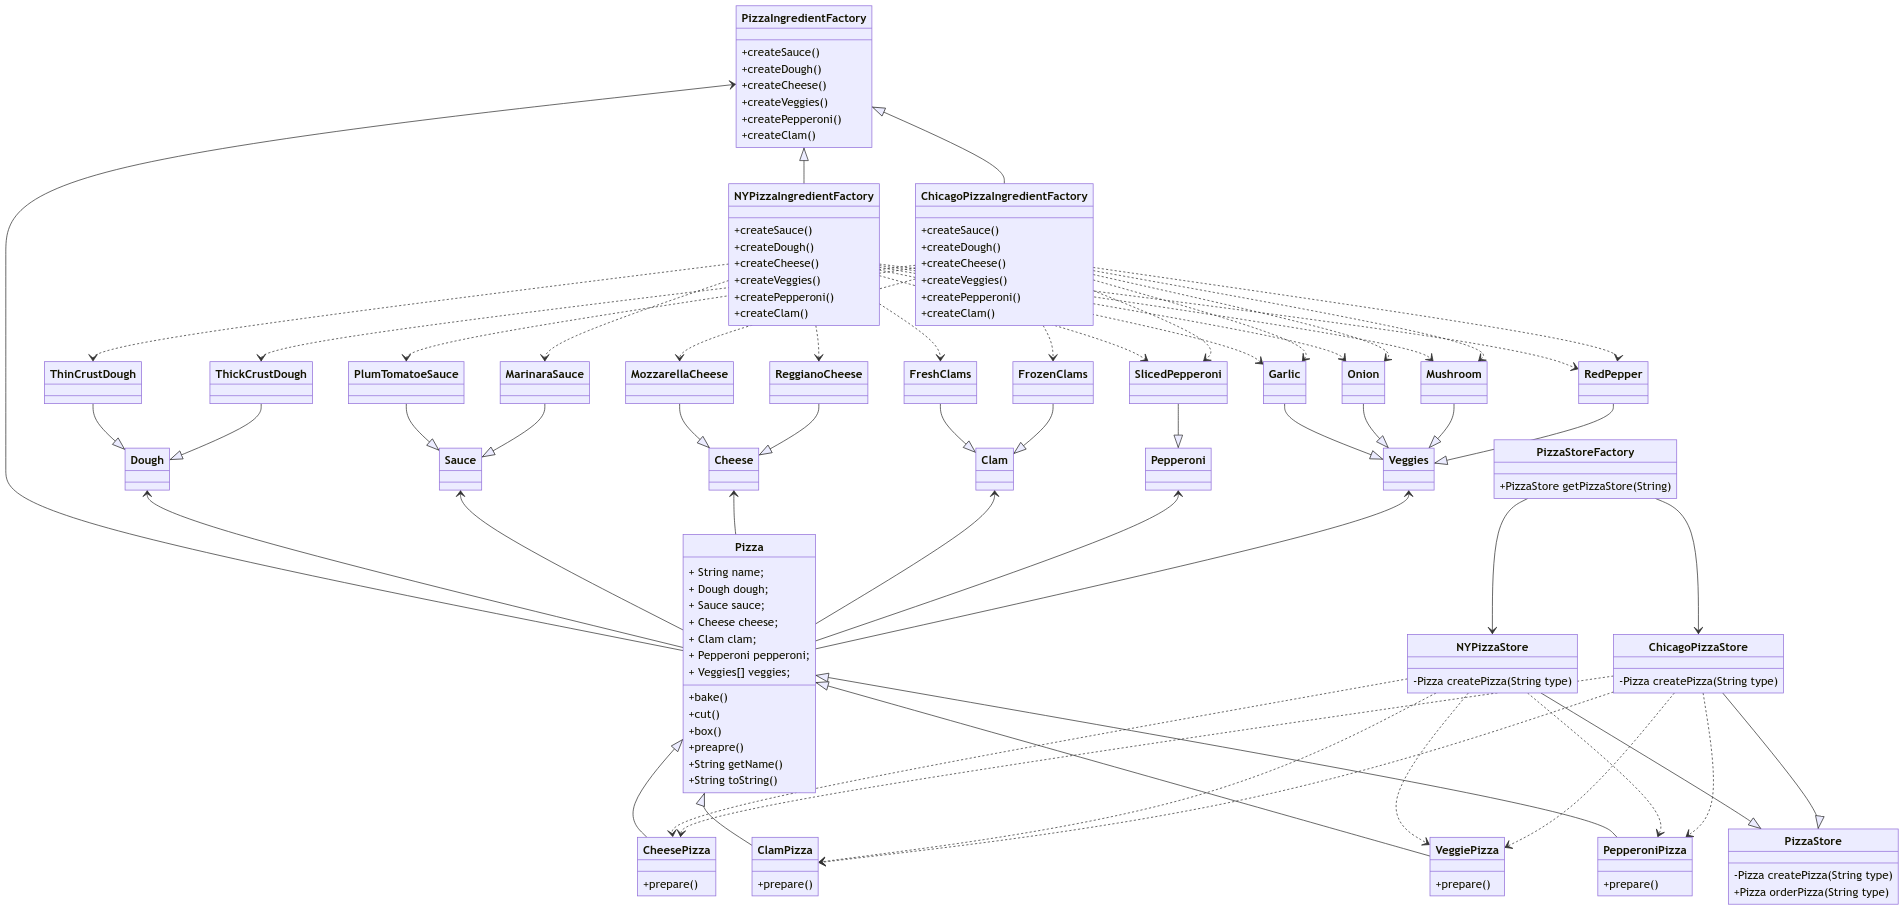 PizzaIngredientFactory
+createSauce()
+createDough()
+createCheese()
+createVeggies()
+createPepperoni()
+createClam()
NYPizzaIngredientFactory
+createSauce()
+createDough()
+createCheese()
+createVeggies()
+createPepperoni()
+createClam()
ChicagoPizzaIngredientFactory
+createSauce()
+createDough()
+createCheese()
+createVeggies()
+createPepperoni()
+createClam()
ThinCrustDough
ThickCrustDough
PlumTomatoeSauce
MarinaraSauce
MozzarellaCheese
ReggianoCheese
FreshClams
FrozenClams
SlicedPepperoni
Garlic
Onion
Mushroom
RedPepper
Dough
Sauce
Cheese
Clam
Pepperoni
Veggies
PizzaStoreFactory
+PizzaStore getPizzaStore(String)
Pizza
+ String name;
+ Dough dough;
+ Sauce sauce;
+ Cheese cheese;
+ Clam clam;
+ Pepperoni pepperoni;
+ Veggies[] veggies;
+bake()
+cut()
+box()
+preapre()
+String getName()
+String toString()
NYPizzaStore
-Pizza createPizza(String type)
ChicagoPizzaStore
-Pizza createPizza(String type)
CheesePizza
+prepare()
ClamPizza
+prepare()
VeggiePizza
+prepare()
PepperoniPizza
+prepare()
PizzaStore
-Pizza createPizza(String type)
+Pizza orderPizza(String type)